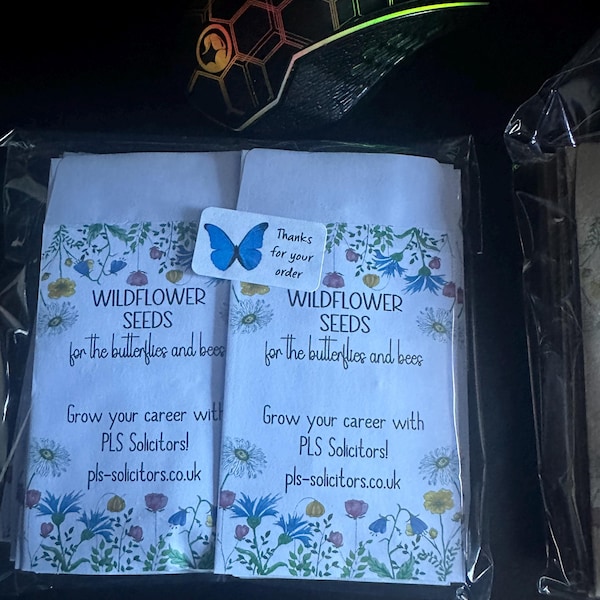 Thanks
for your
order
WILDFLOWER
SEEDS
for the butterflies and bees
Grow your career with
PLS Solicitors!
pls-solicitors.co.uk
WILDFLOWER
SEEDS
for the butterflies and bees
Grow your career with
PLS Solicitors!
pls-solicitors.co.uk